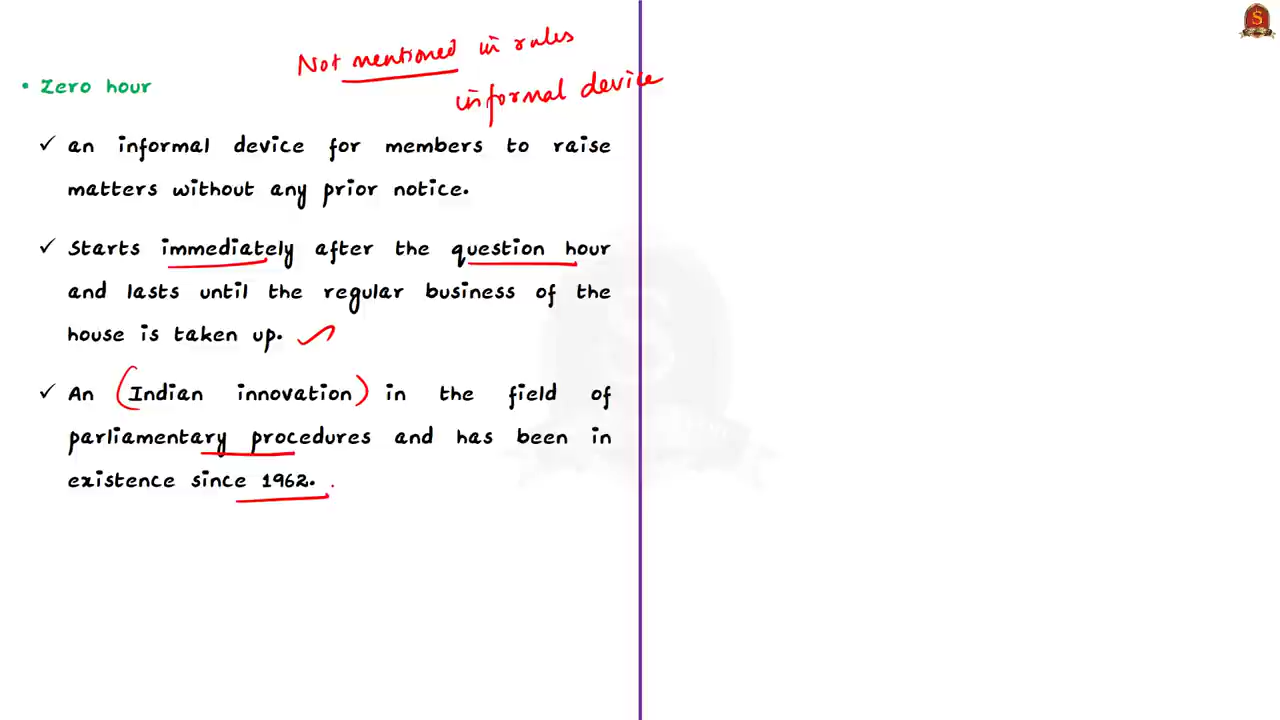 Not mentioned in rules
• Zero hour
informal device
✓ an informal device for members to raise
matters without any prior notice.
✓ Starts immediately after the question hour
and lasts until the regular business of the
house is taken up.
✓ An (Indian innovation) in the field of
parliamentary procedures and has been in
existence since 1962.